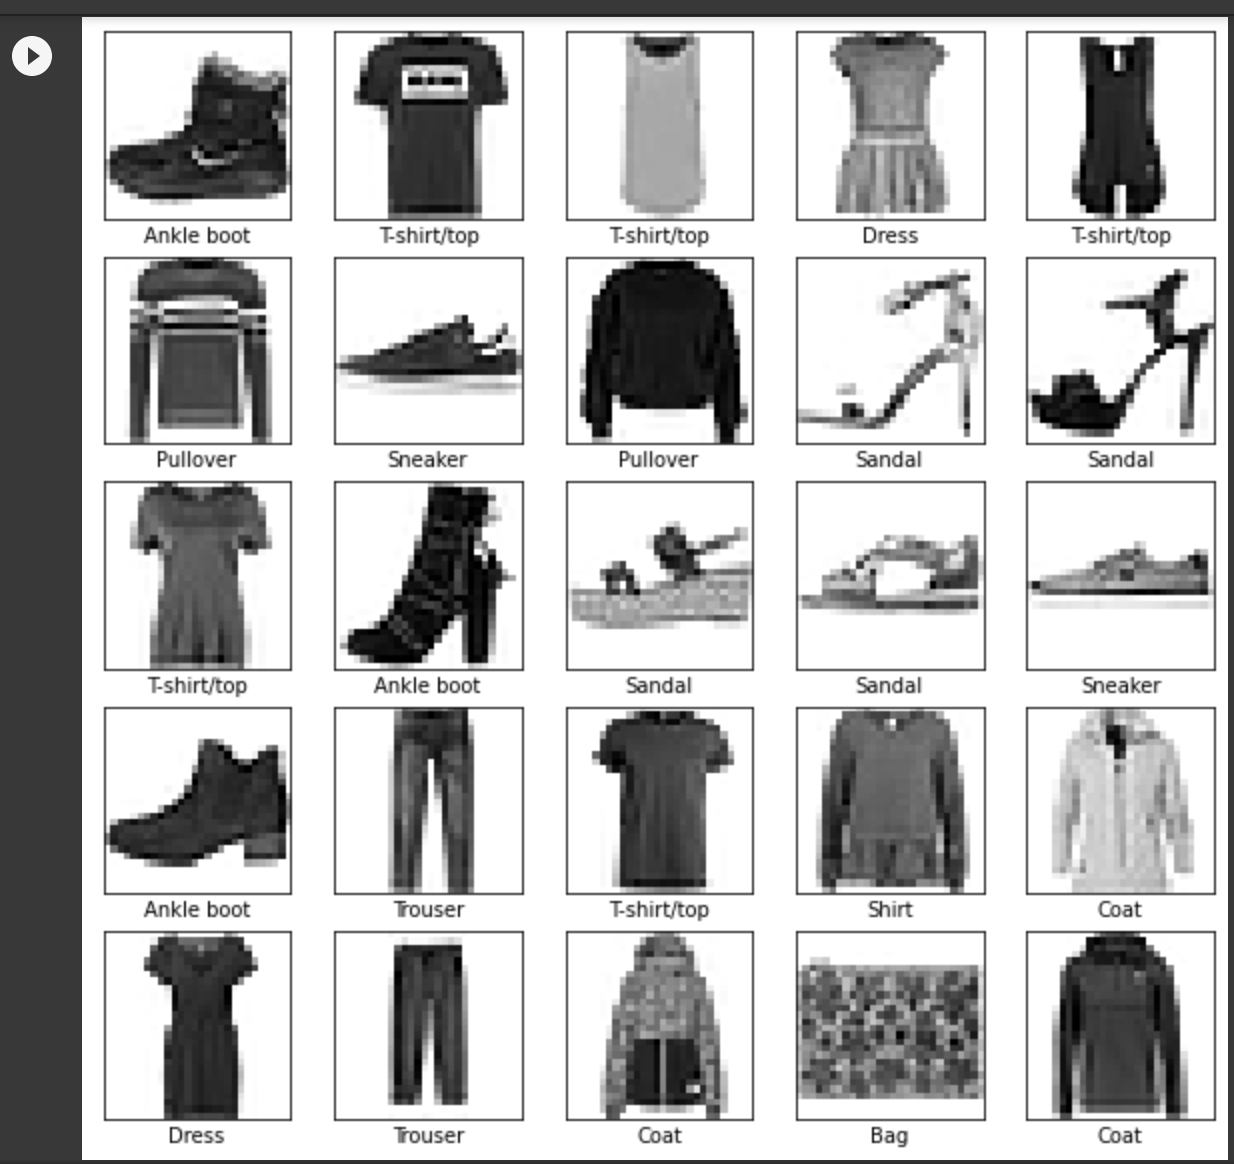 Ankle boot T-shirt/top T-shirt/top Dress T-shirt/top
Pullover Sneaker Pullover Sandal Sandal
T-shirt/top Ankle boot Sandal Sandal Sneaker
Ankle boot Trouser T-shirt/top Shirt Coat
Dress Trouser Coat Bag Coat